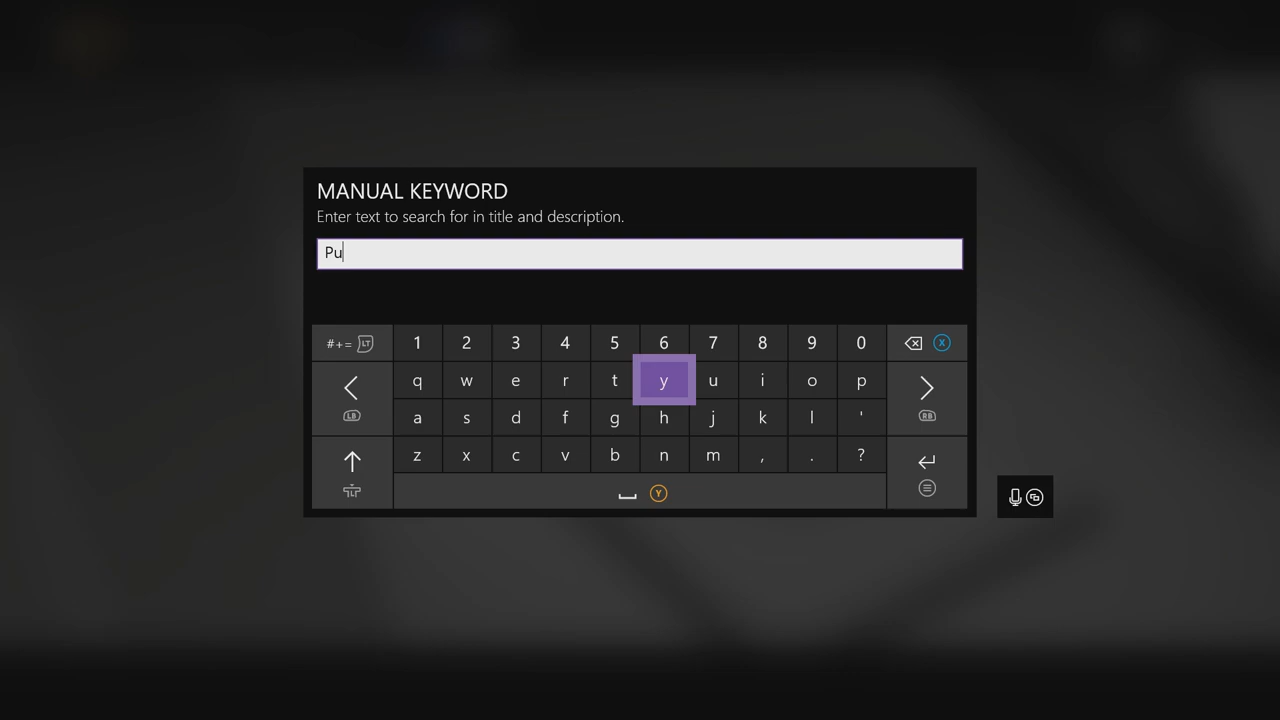 MANUAL KEYWORD
Enter text to search for in title and description.
Pu
#+= LT 1 2 3 4 5 6 7 8 9 0 X
q w e r t y u i o p
LB a s d f g h j k l ' RB
z x c v b n m , . ?
LT Y